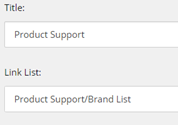 Title:
Product Support
Link List:
Product Support/Brand List